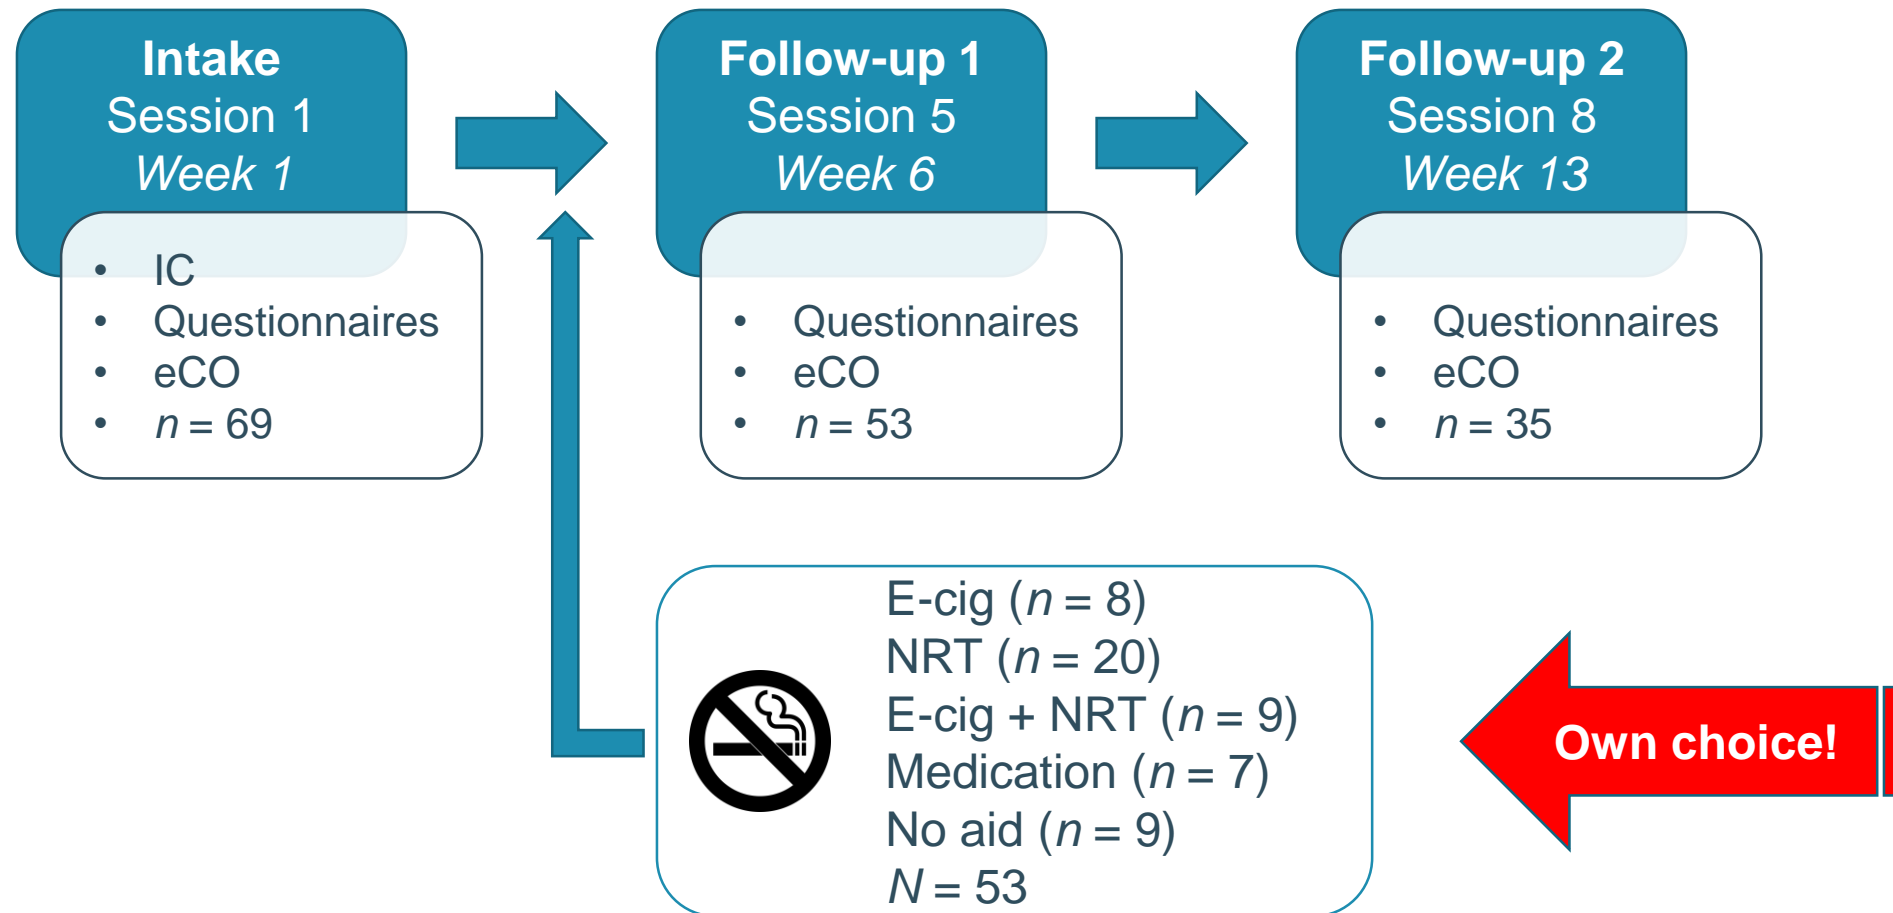 Intake
Session 1
Week 1
• IC
• Questionnaires
• eCO
• n = 69
Follow-up 1
Session 5
Week 6
• Questionnaires
• eCO
• n = 53
Follow-up 2
Session 8
Week 13
• Questionnaires
• eCO
• n = 35
E-cig (n = 8)
NRT (n = 20)
E-cig + NRT (n = 9)
Medication (n = 7)
No aid (n = 9)
N = 53
Own choice!